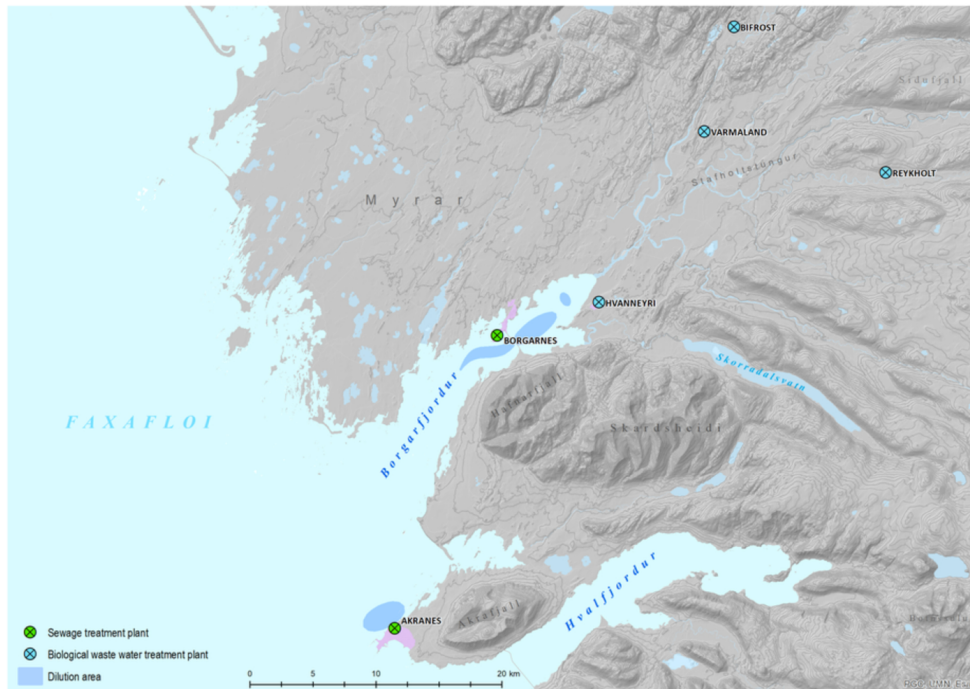 BIFROST
Sidufjall
VARMALAND
Stafholtstungur
REYKHOLT
Myrar
HVANNEYRI
BORGARNES
Skorradalsvatn
Hafnarfjall
FAXAFLOI
Borgarfjordur
Skardsheidi
Hvalfjordur
Akrafjall
AKRANES
Sewage treatment plant
Biological waste water treatment plant
Dilution area
0 5 10 20 km